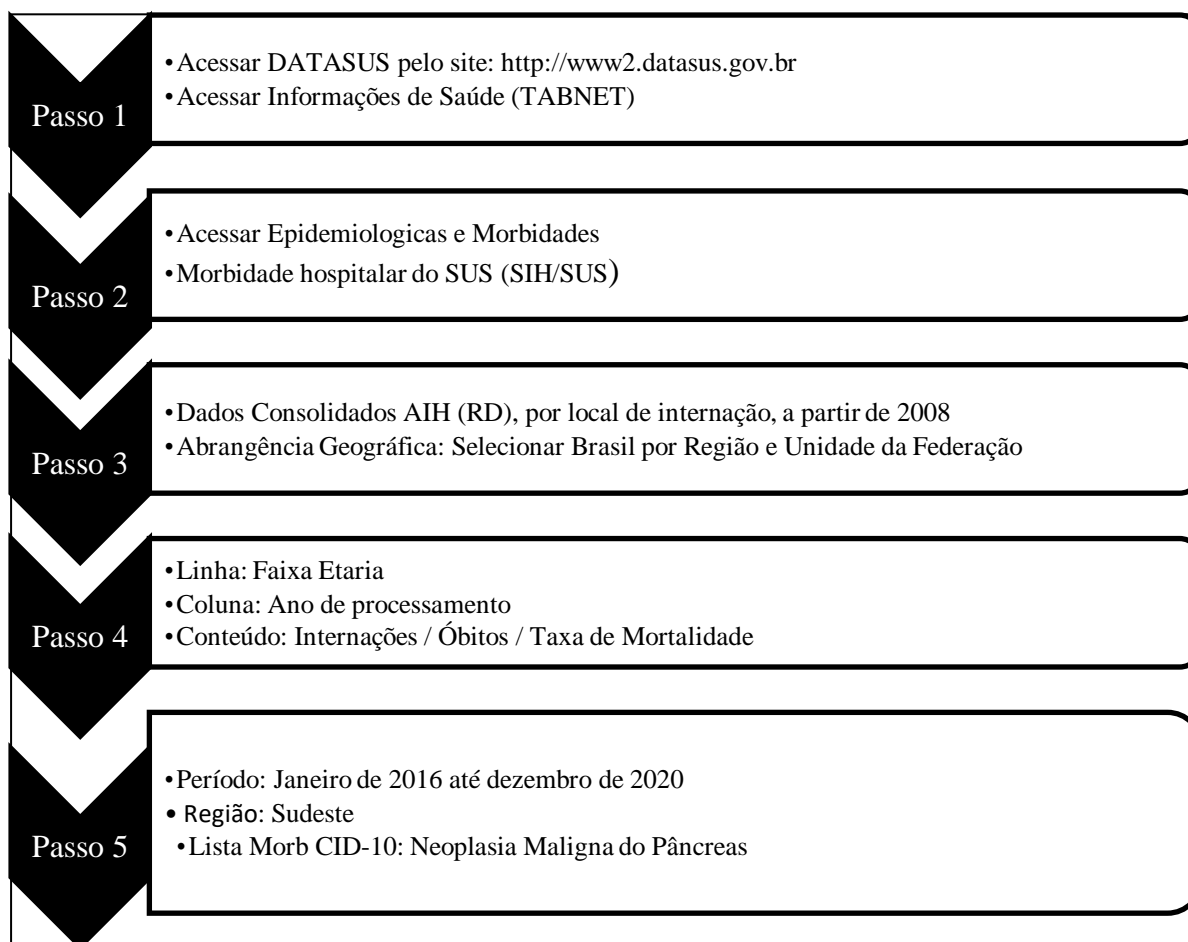 Passo 1
•Acessar DATASUS pelo site: http://www2.datasus.gov.br
•Acessar Informações de Saúde (TABNET)
Passo 2
•Acessar Epidemiologicas e Morbidades
•Morbidade hospitalar do SUS (SIH/SUS)
Passo 3
•Dados Consolidados AIH (RD), por local de internação, a partir de 2008
•Abrangência Geográfica: Selecionar Brasil por Região e Unidade da Federação
Passo 4
•Linha: Faixa Etaria
•Coluna: Ano de processamento
•Conteúdo: Internações / Óbitos / Taxa de Mortalidade
Passo 5
•Período: Janeiro de 2016 até dezembro de 2020
• Região: Sudeste
•Lista Morb CID-10: Neoplasia Maligna do Pâncreas